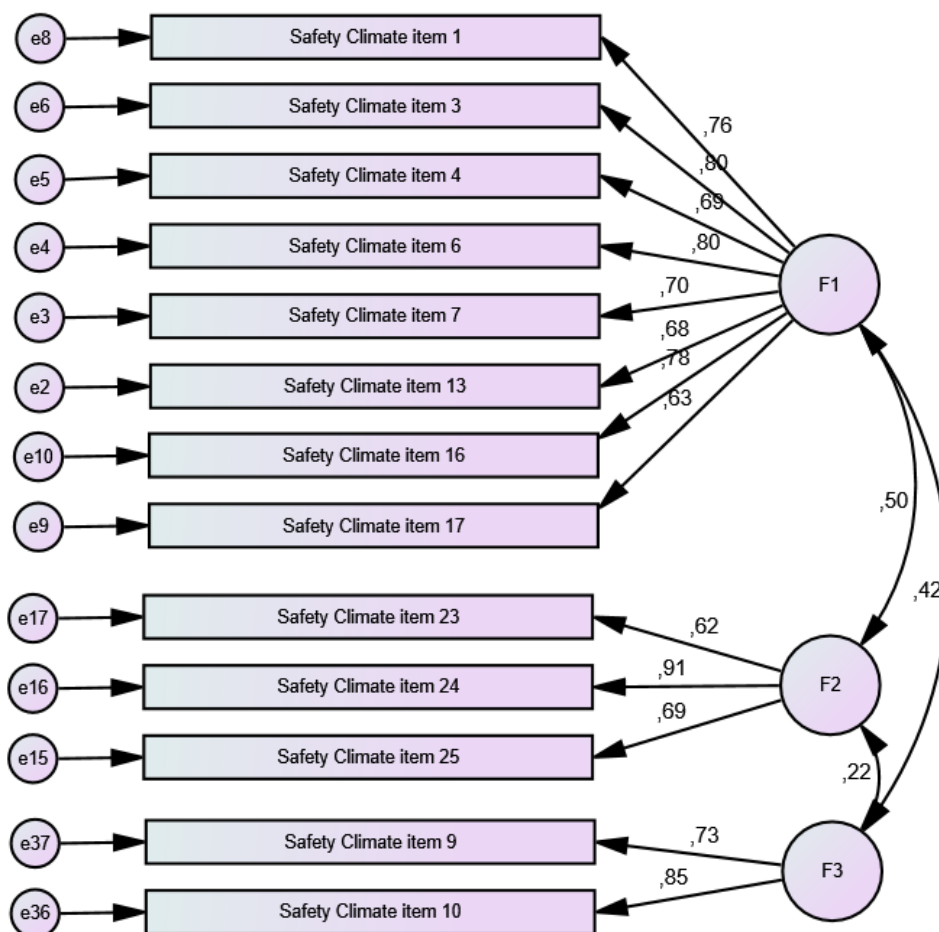 e8 Safety Climate item 1
,76
e6 Safety Climate item 3
,80
e5 Safety Climate item 4
,69
e4 Safety Climate item 6
,80
F1
e3 Safety Climate item 7
,70
,68
e2 Safety Climate item 13
,78
,63
e10 Safety Climate item 16
e9 Safety Climate item 17
,50
,42
e17 Safety Climate item 23
,62
e16 Safety Climate item 24
,91
F2
,69
e15 Safety Climate item 25
,22
e37 Safety Climate item 9
,73
F3
,85
e36 Safety Climate item 10